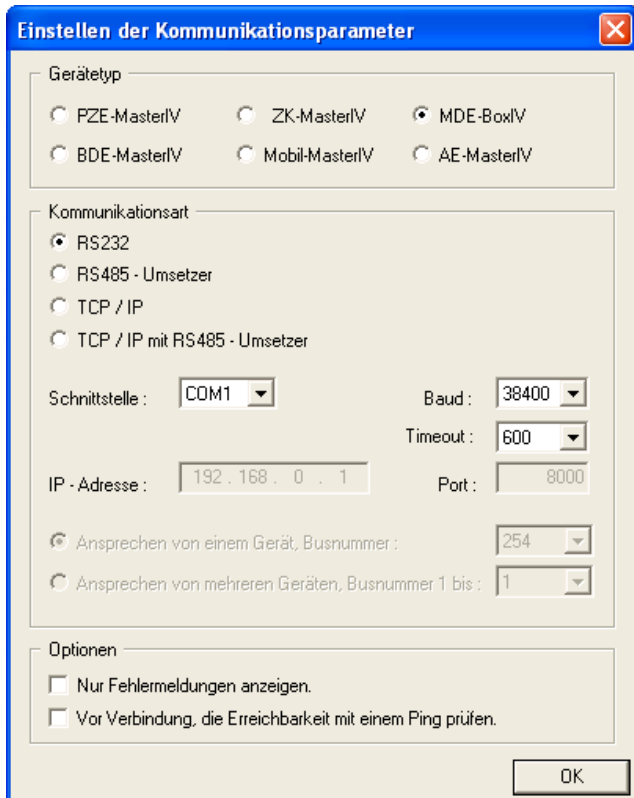 Einstellen der Kommunikationsparameter
Gerätetyp
PZE-MasterIV ZK-MasterIV MDE-BoxIV
BDE-MasterIV Mobil-MasterIV AE-MasterIV
Kommunikationsart
RS232
RS485 - Umsetzer
TCP / IP
TCP / IP mit RS485 - Umsetzer
Schnittstelle : COM1 Baud : 38400
Timeout : 600
IP - Adresse : 192 . 168 . 0 . 1 Port : 8000
Ansprechen von einem Gerät, Busnummer : 254
Ansprechen von mehreren Geräten, Busnummer 1 bis : 1
Optionen
Nur Fehlermeldungen anzeigen.
Vor Verbindung, die Erreichbarkeit mit einem Ping prüfen.
OK